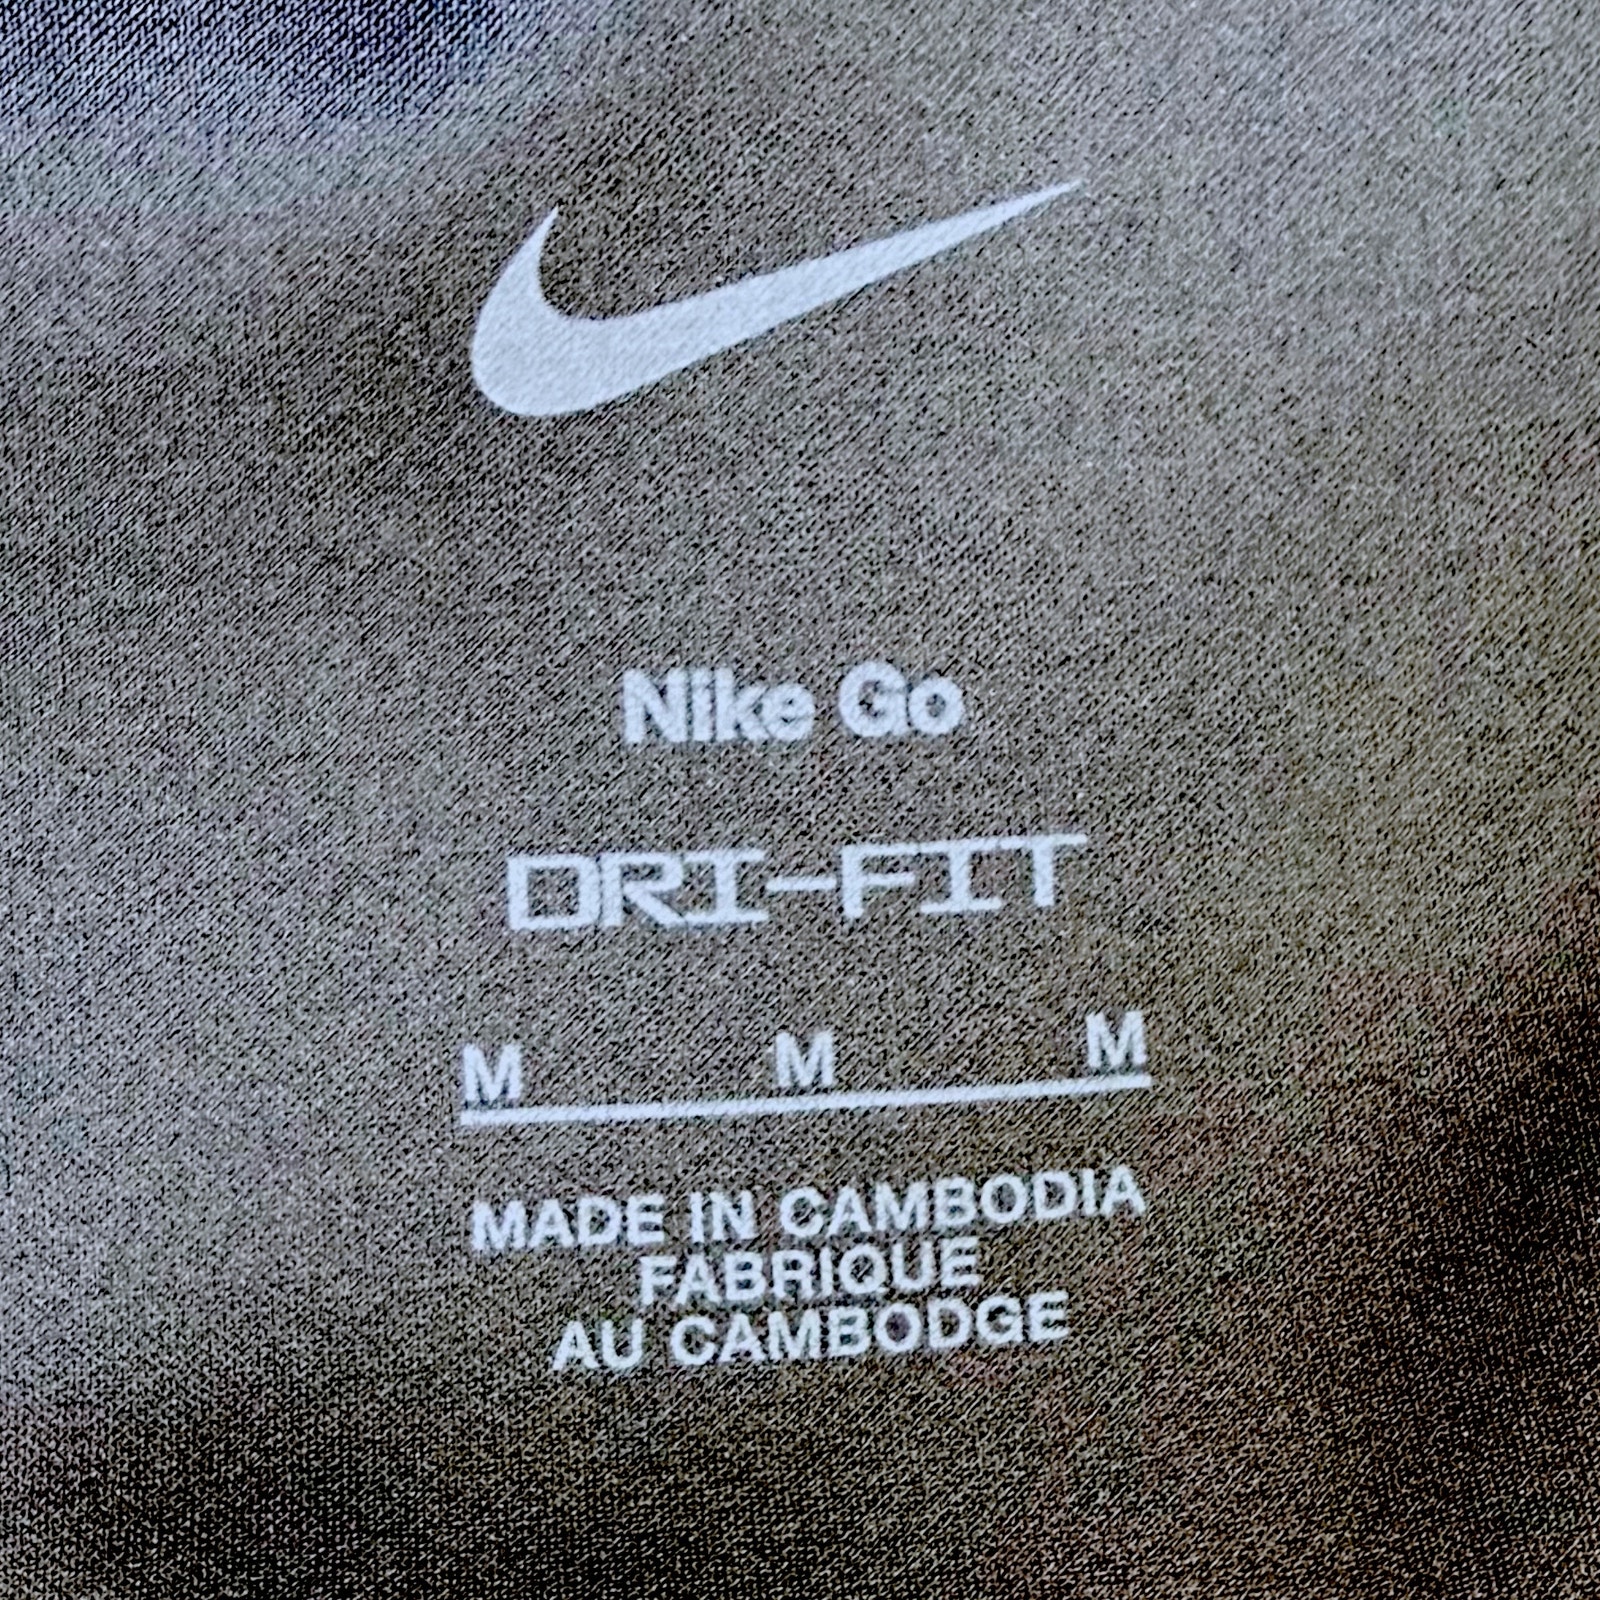 Nike Go
DRI-FIT
M M M
MADE IN CAMBODIA
FABRIQUE
AU CAMBODGE